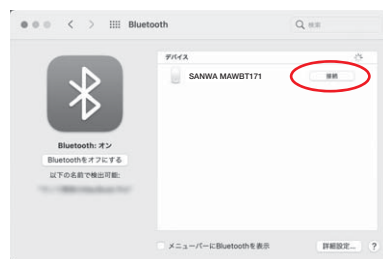 Bluetooth
検索
デバイス
SANWA MAWBT171
接続
Bluetooth: オン
Bluetoothをオフにする
以下の名前で検出可能:
メニューバーにBluetoothを表示
詳細設定...
?